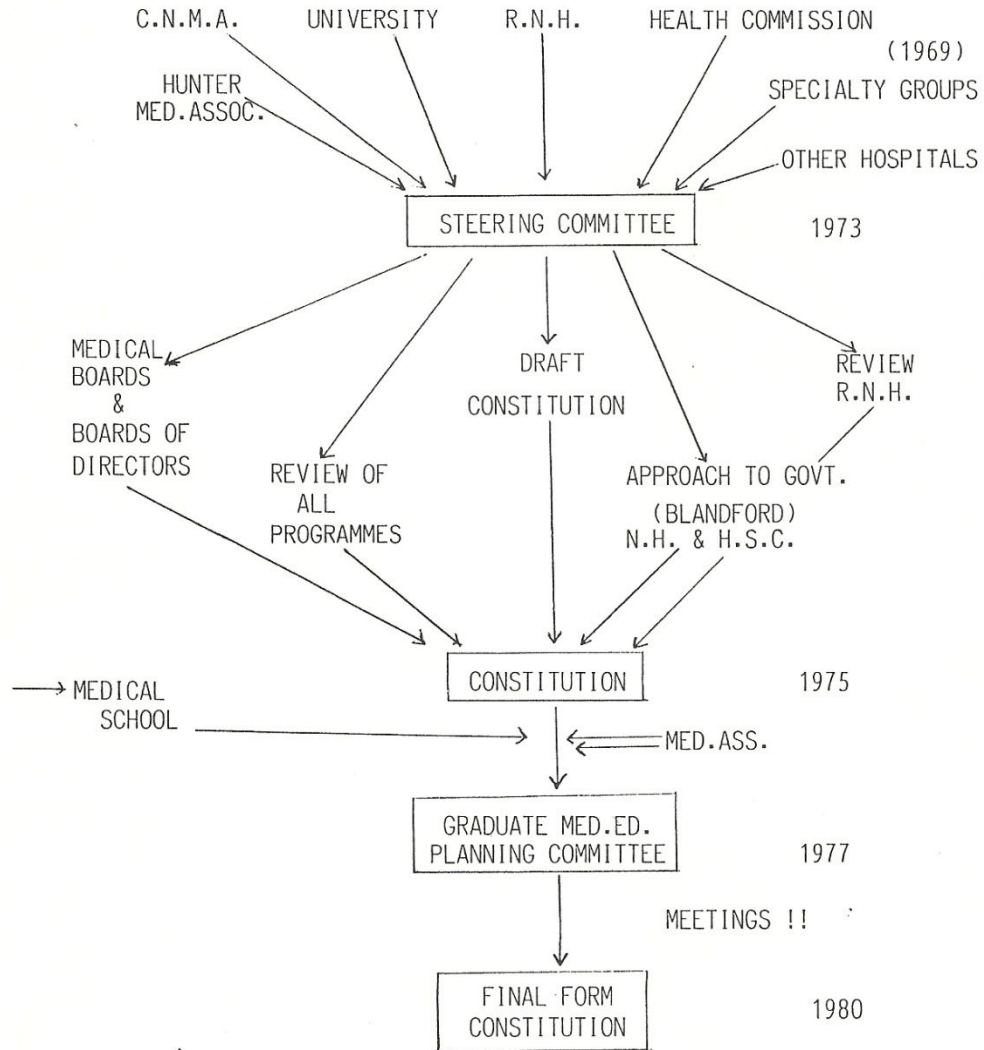 C.N.M.A. UNIVERSITY R.N.H. HEALTH COMMISSION
(1969)
HUNTER
MED.ASSOC.
SPECIALTY GROUPS
OTHER HOSPITALS
STEERING COMMITTEE 1973
MEDICAL
BOARDS
&
BOARDS OF
DIRECTORS
REVIEW OF
ALL
PROGRAMMES
DRAFT
CONSTITUTION
APPROACH TO GOVT.
(BLANDFORD)
N.H. & H.S.C.
REVIEW
R.N.H.
CONSTITUTION 1975
MEDICAL
SCHOOL
MED.ASS.
GRADUATE MED.ED.
PLANNING COMMITTEE 1977
MEETINGS !!
FINAL FORM
CONSTITUTION 1980